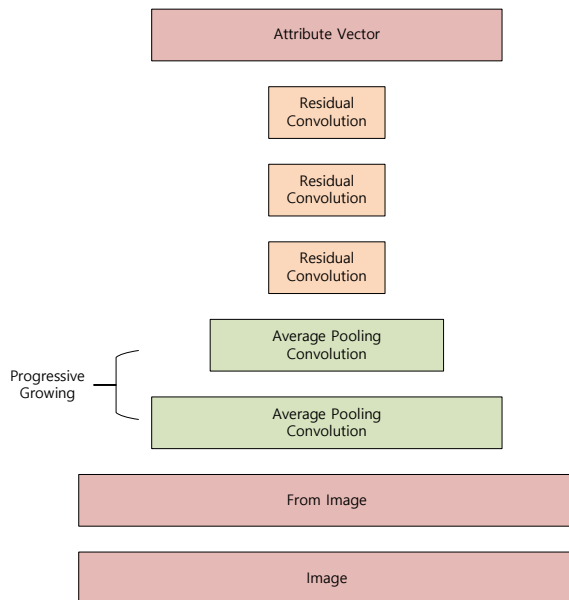 Attribute Vector
Residual
Convolution
Residual
Convolution
Residual
Convolution
Average Pooling
Convolution
Progressive
Growing
Average Pooling
Convolution
From Image
Image